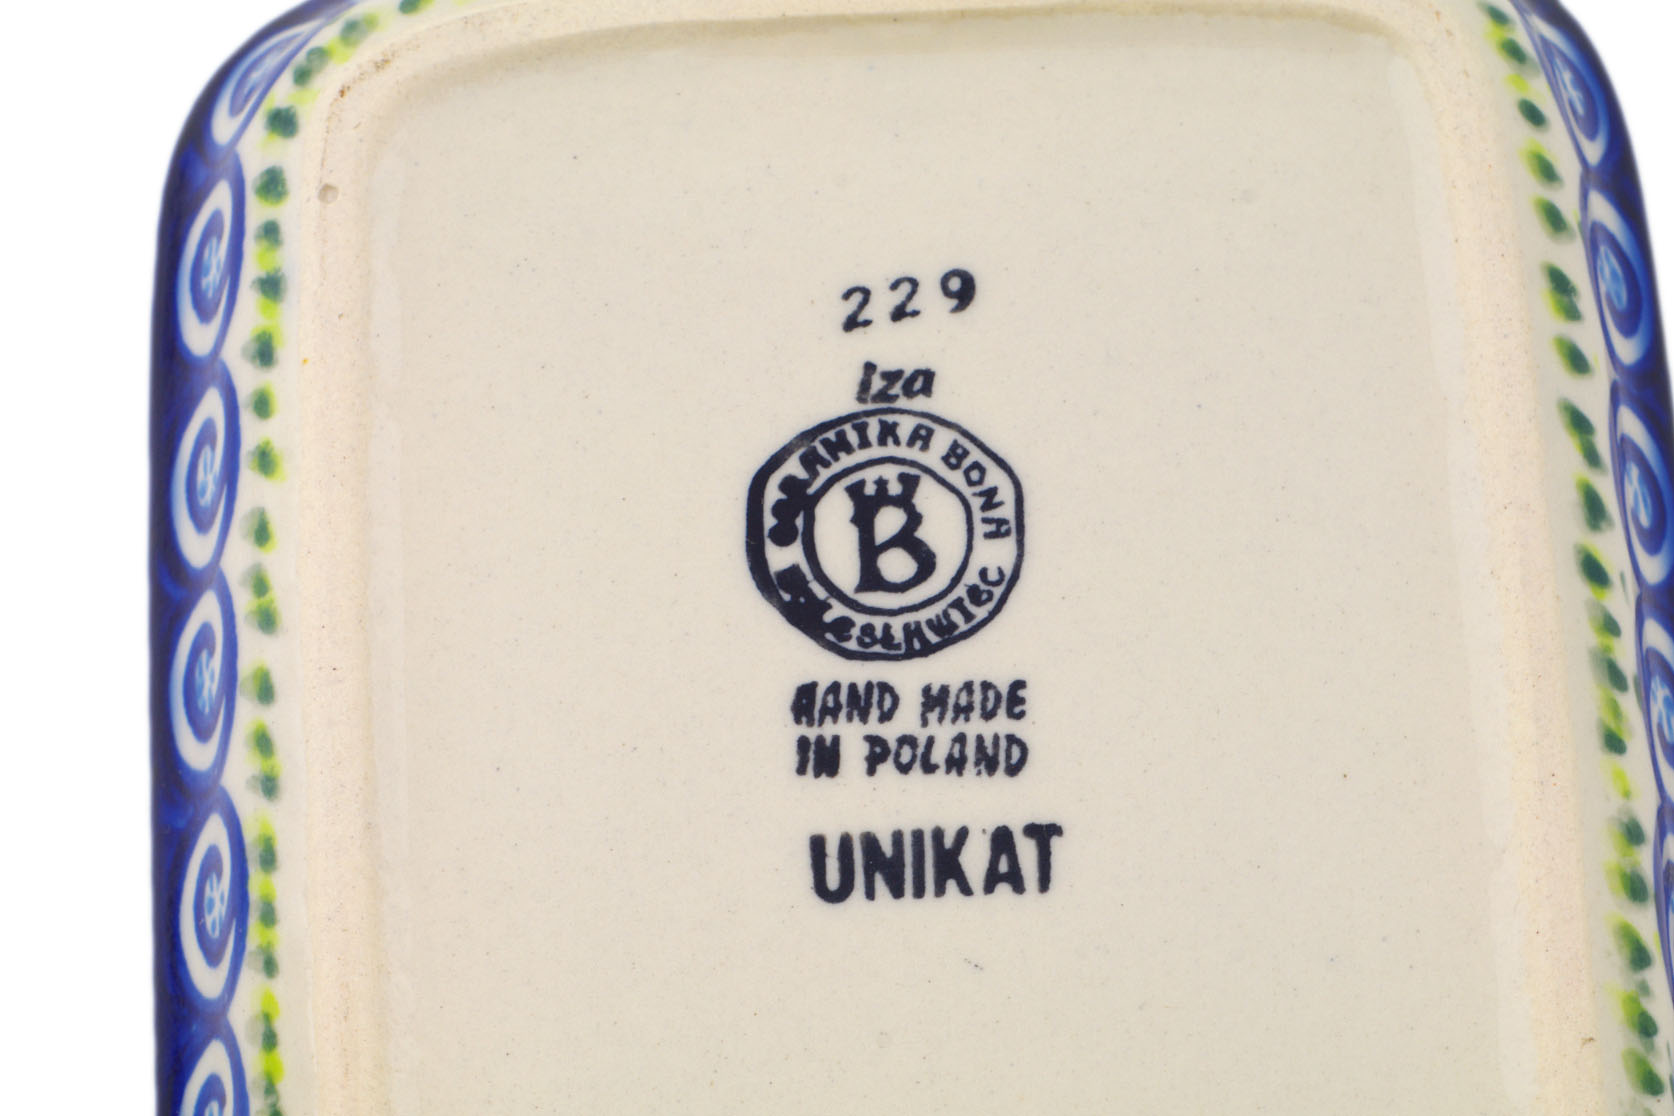 229
Iza
CERAMIKA BONA
BOLESŁAWIEC
B
HAND MADE
IN POLAND
UNIKAT